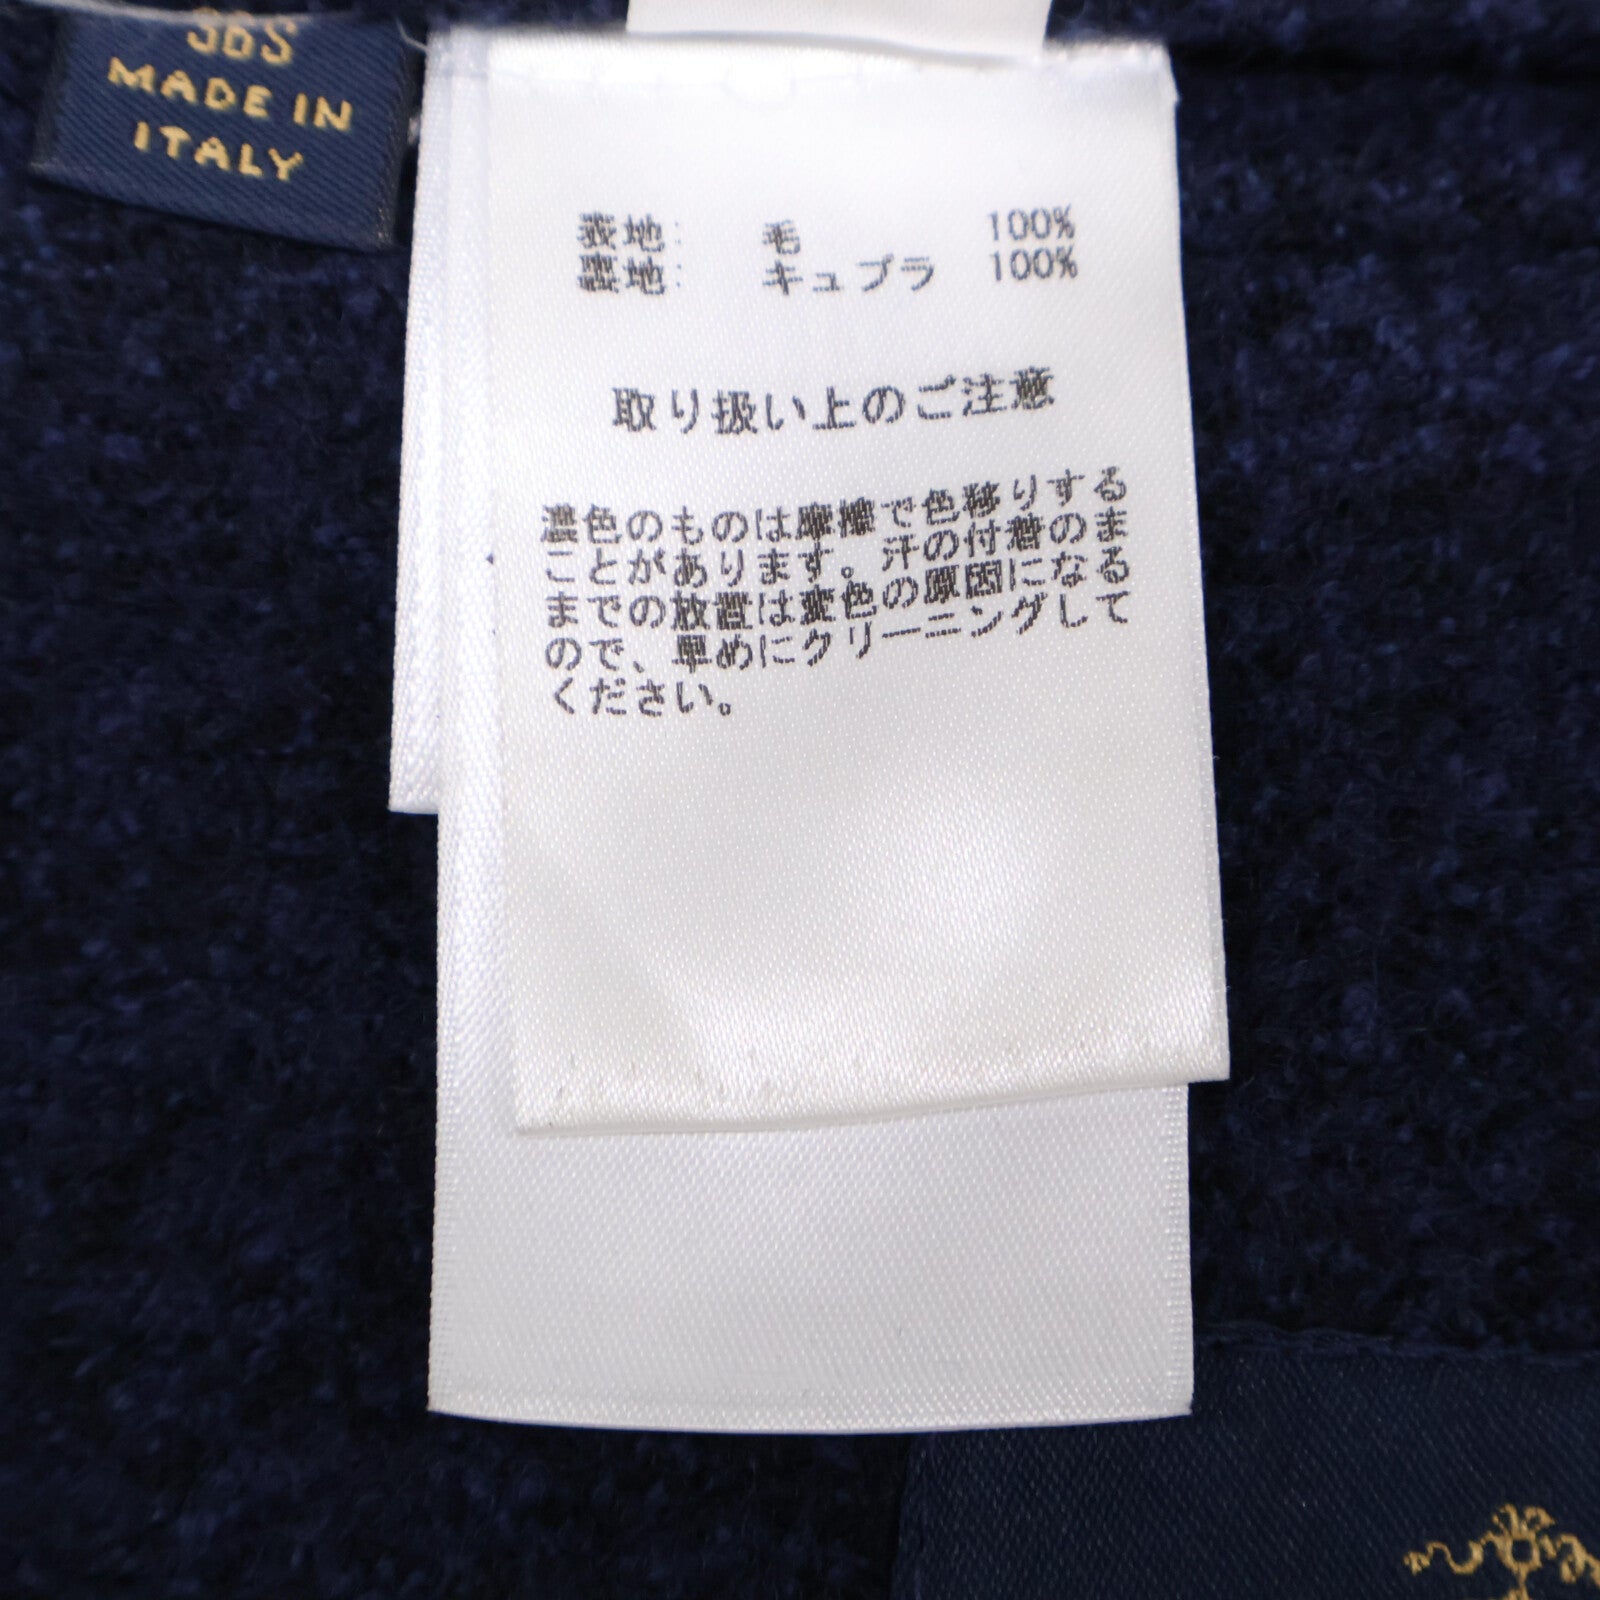 36S
MADE IN
ITALY
表地: 毛 100%
裏地: キュプラ 100%
取り扱い上のご注意
濃色のものは摩擦で色移りする
ことがあります。汗の付着のま
までの放置は変色の原因になる
ので、早めにクリーニングして
ください。